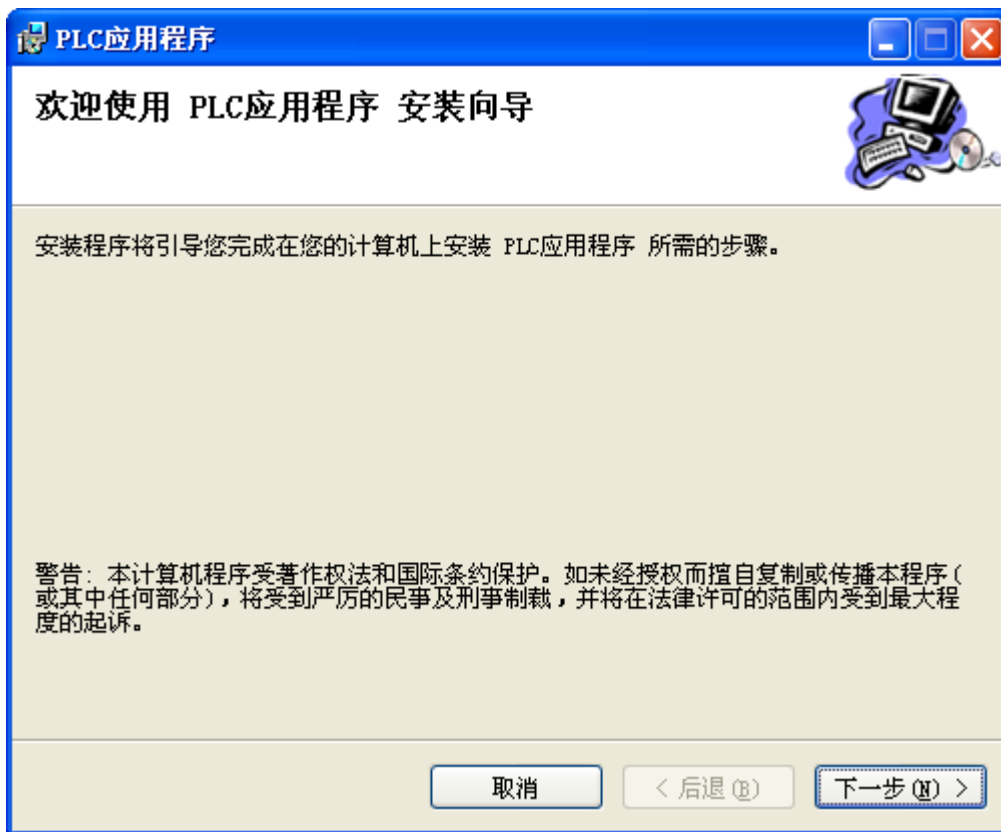 PLC应用程序
欢迎使用 PLC应用程序 安装向导
安装程序将引导您完成在您的计算机上安装 PLC应用程序 所需的步骤。
警告: 本计算机程序受著作权法和国际条约保护。如未经授权而擅自复制或传播本程序(
或其中任何部分),将受到严厉的民事及刑事制裁,并将在法律许可的范围内受到最大程
度的起诉。
取消
< 后退(B)
下一步(N) >